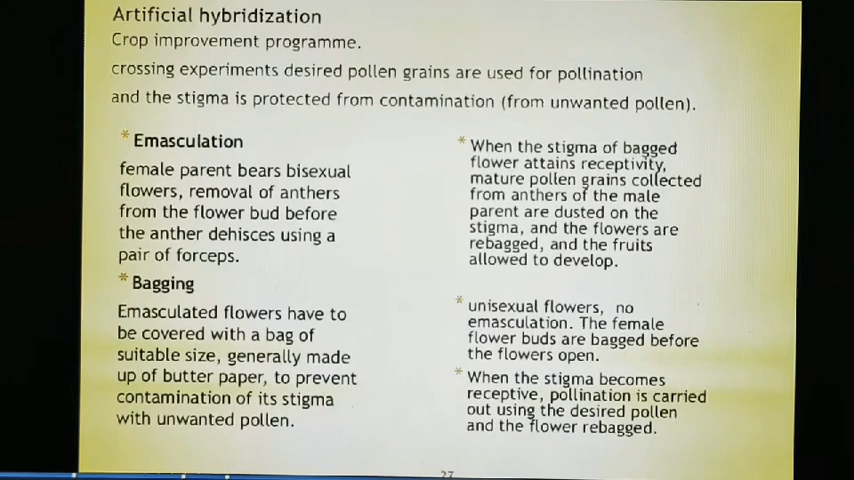 Artificial hybridization
Crop improvement programme.
crossing experiments desired pollen grains are used for pollination
and the stigma is protected from contamination (from unwanted pollen).
* Emasculation
female parent bears bisexual
flowers, removal of anthers
from the flower bud before
the anther dehisces using a
pair of forceps.
* Bagging
Emasculated flowers have to
be covered with a bag of
suitable size, generally made
up of butter paper, to prevent
contamination of its stigma
with unwanted pollen.
* When the stigma of bagged
flower attains receptivity,
mature pollen grains collected
from anthers of the male
parent are dusted on the
stigma, and the flowers are
rebagged, and the fruits
allowed to develop.
* unisexual flowers, no
emasculation. The female
flower buds are bagged before
the flowers open.
* When the stigma becomes
receptive, pollination is carried
out using the desired pollen
and the flower rebagged.
27